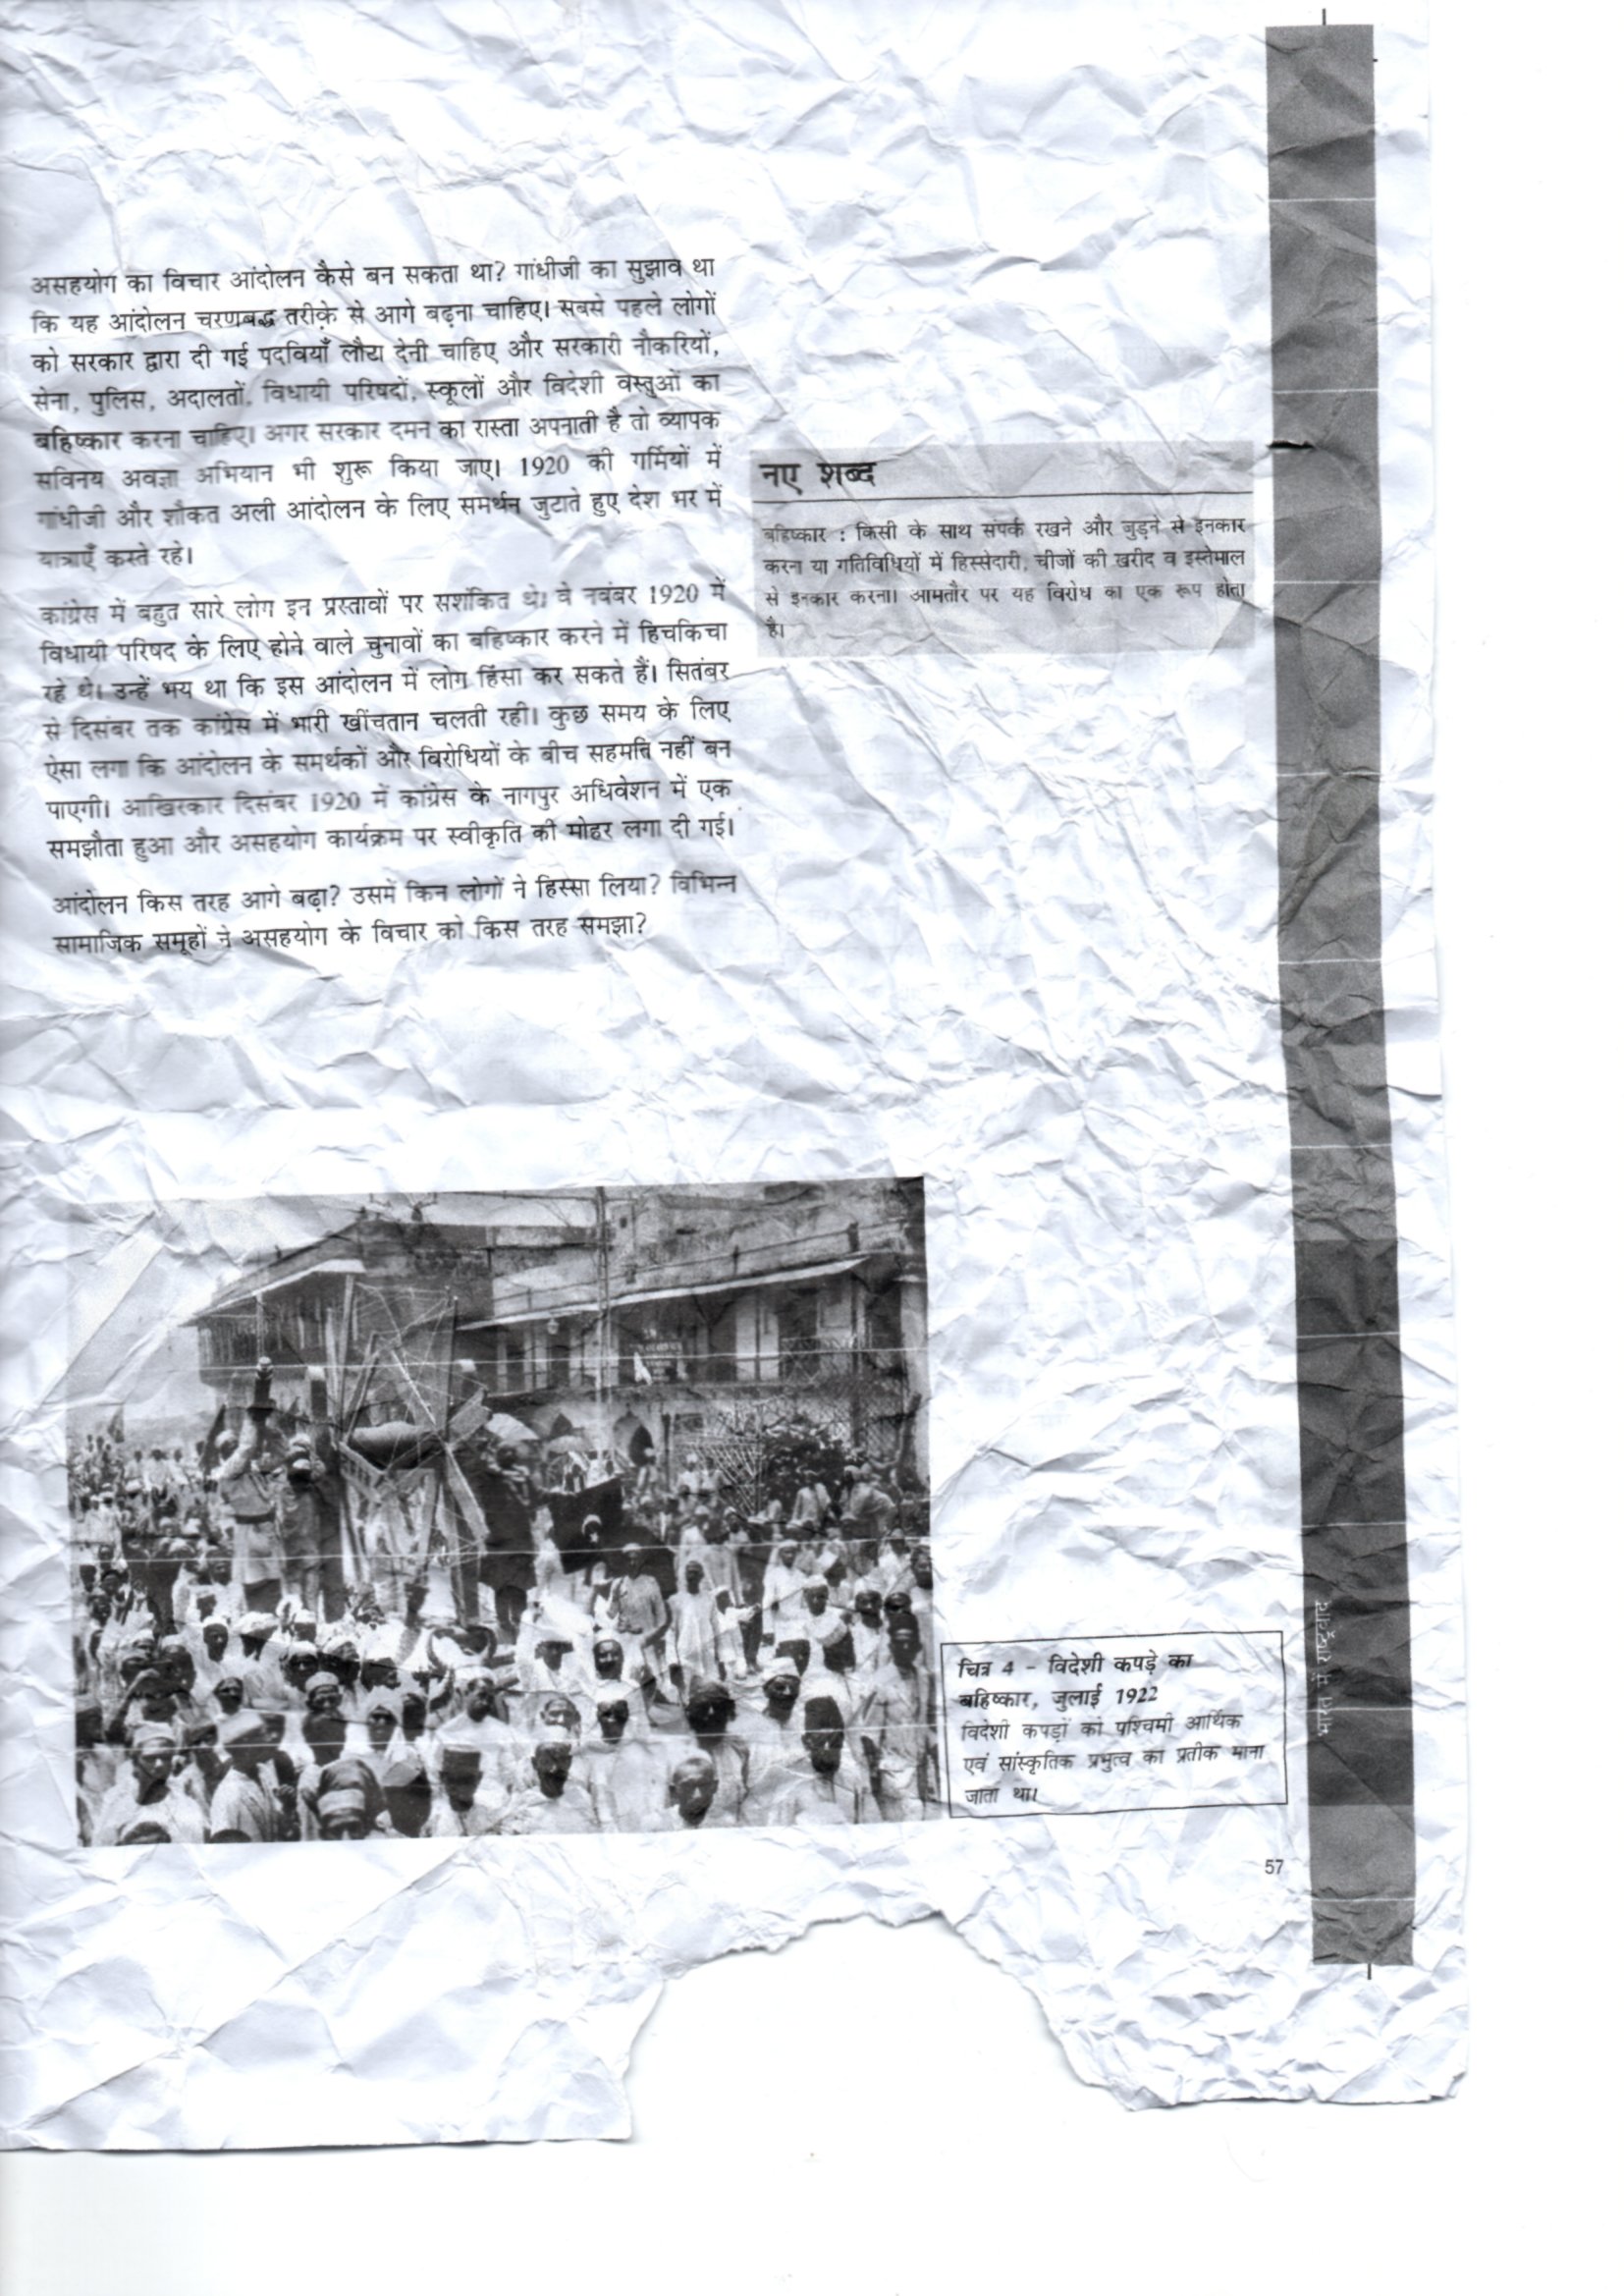 असहयोग का विचार आंदोलन कैसे बन सकता था? गांधीजी का सुझाव था
कि यह आंदोलन चरणबद्ध तरीक़े से आगे बढ़ना चाहिए। सबसे पहले लोगों
को सरकार द्वारा दी गई पदवियाँ लौटा देनी चाहिए और सरकारी नौकरियों,
सेना, पुलिस, अदालतों, विधायी परिषदों, स्कूलों और विदेशी वस्तुओं का
बहिष्कार करना चाहिए। अगर सरकार दमन का रास्ता अपनाती है तो व्यापक
सविनय अवज्ञा अभियान भी शुरू किया जाए। 1920 की गर्मियों में
गांधीजी और शौकत अली आंदोलन के लिए समर्थन जुटाते हुए देश भर में
यात्राएँ करते रहे।
कांग्रेस में बहुत सारे लोग इन प्रस्तावों पर सशंकित थे। वे नवंबर 1920 में
विधायी परिषद के लिए होने वाले चुनावों का बहिष्कार करने में हिचकिचा
रहे थे। उन्हें भय था कि इस आंदोलन में लोग हिंसा कर सकते हैं। सितंबर
से दिसंबर तक कांग्रेस में भारी खींचतान चलती रही। कुछ समय के लिए
ऐसा लगा कि आंदोलन के समर्थकों और विरोधियों के बीच सहमति नहीं बन
पाएगी। आखिरकार दिसंबर 1920 में कांग्रेस के नागपुर अधिवेशन में एक
समझौता हुआ और असहयोग कार्यक्रम पर स्वीकृति की मोहर लगा दी गई।
आंदोलन किस तरह आगे बढ़ा? उसमें किन लोगों ने हिस्सा लिया? विभिन्न
सामाजिक समूहों ने असहयोग के विचार को किस तरह समझा?
नए शब्द
बहिष्कार : किसी के साथ संपर्क रखने और जुड़ने से इनकार
करना या गतिविधियों में हिस्सेदारी, चीजों की खरीद व इस्तेमाल
से इनकार करना। आमतौर पर यह विरोध का एक रूप होता
है।
चित्र 4 – विदेशी कपड़े का
बहिष्कार, जुलाई 1922
विदेशी कपड़ों को पश्चिमी आर्थिक
एवं सांस्कृतिक प्रभुत्व का प्रतीक माना
जाता था।
भारत में राष्ट्रवाद
57